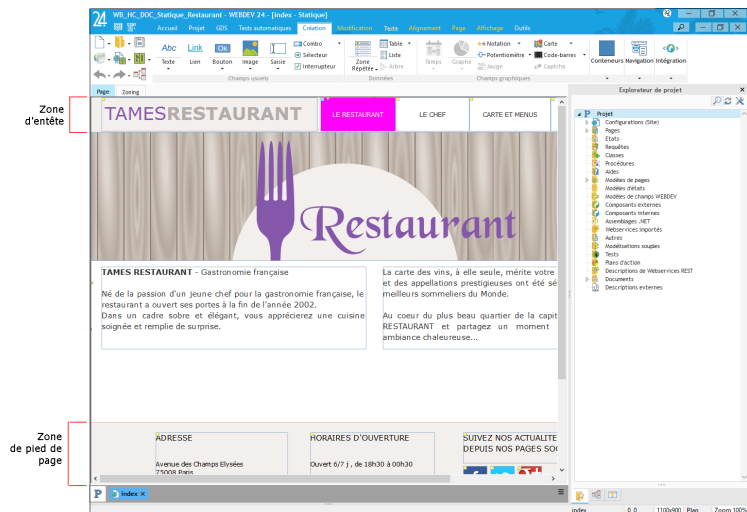 24 WB_HC_DOC_Statique_Restaurant - WEBDEV 24 - [index - Statique]
Accueil Projet GDS Tests automatiques Création Modification Texte Alignement Page Affichage Outils
Abc Link Ok Combo Table Notation Carte
Sélecteur Liste Potentiomètre Code-barres
Interrupteur Arbre Jauge Captcha
Texte Lien Bouton Image Saisie Zone Répétée Temps Graphe Conteneurs Navigation Intégration
Champs usuels Données Champs graphiques
Page Zoning
Zone
d'entête
TAMESRESTAURANT
LE RESTAURANT LE CHEF CARTE ET MENUS
Restaurant
TAMES RESTAURANT - Gastronomie française
Né de la passion d'un jeune chef pour la gastronomie française, le
restaurant a ouvert ses portes à la fin de l'année 2002.
Dans un cadre sobre et élégant, vous apprécierez une cuisine
soignée et remplie de surprise.
La carte des vins, à elle seule, mérite votre
et des appellations prestigieuses ont été sé
meilleurs sommeliers du Monde.
Au coeur du plus beau quartier de la capit
RESTAURANT et partagez un moment
ambiance chaleureuse...
Zone
de pied de
page
ADRESSE
Avenue des Champs Elysées
75008 Paris
HORAIRES D'OUVERTURE
Ouvert 6/7 j , de 18h30 à 00h30
SUIVEZ NOS ACTUALITE
DEPUIS NOS PAGES SOC
index
Explorateur de projet
Projet
Configurations (Site)
Pages
Etats
Requêtes
Classes
Procédures
Aides
Modèles de pages
Modèles d'états
Modèles de champs WEBDEV
Composants externes
Composants internes
Assemblages .NET
Webservices importés
Autres
Modélisations souples
Tests
Plans d'action
Descriptions de Webservices REST
Documents
Descriptions externes
index 0,0 1100x900 Plan Zoom 100%